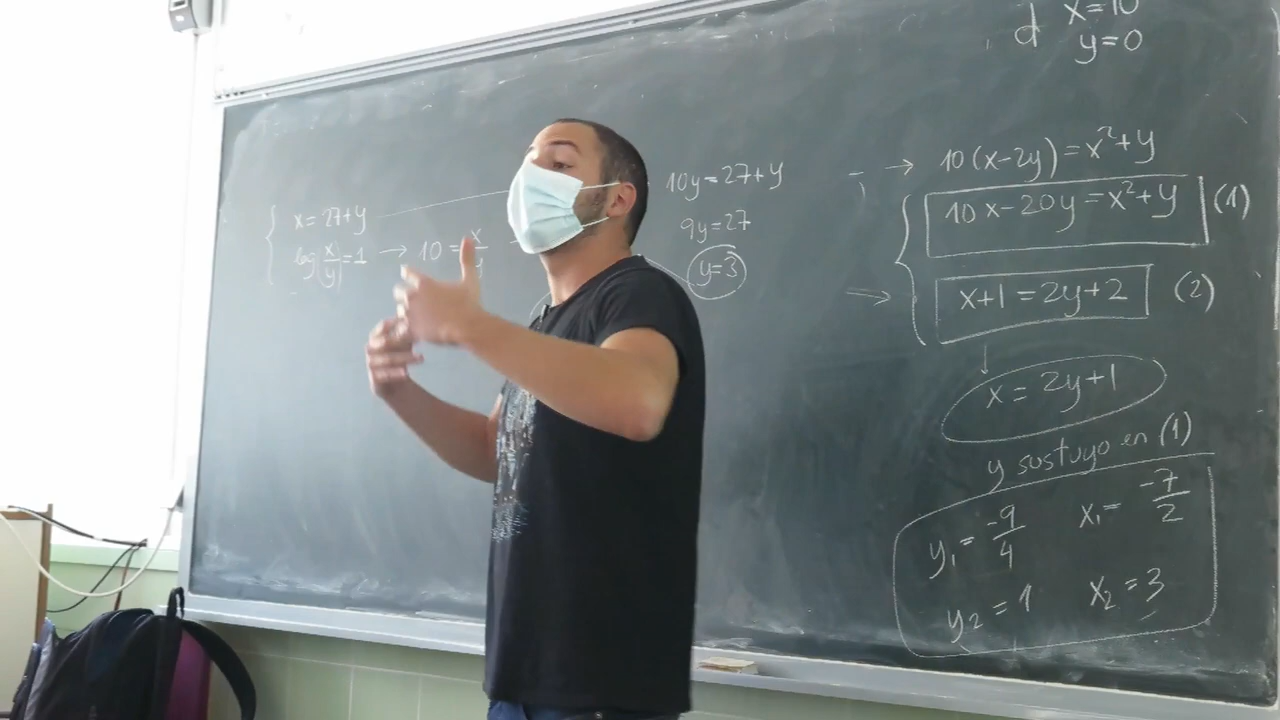 x = 27+y
log(x/y) = 1 → 10 = x/y
10y = 27+y
9y = 27
y = 3
d x = 10
y = 0
→ 10(x-2y) = x²+y
10x-20y = x²+y (1)
→ x+1 = 2y+2 (2)
↓
x = 2y+1
y sustuyo en (1)
y₁ = -9/4 x₁ = -7/2
y₂ = 1 x₂ = 3